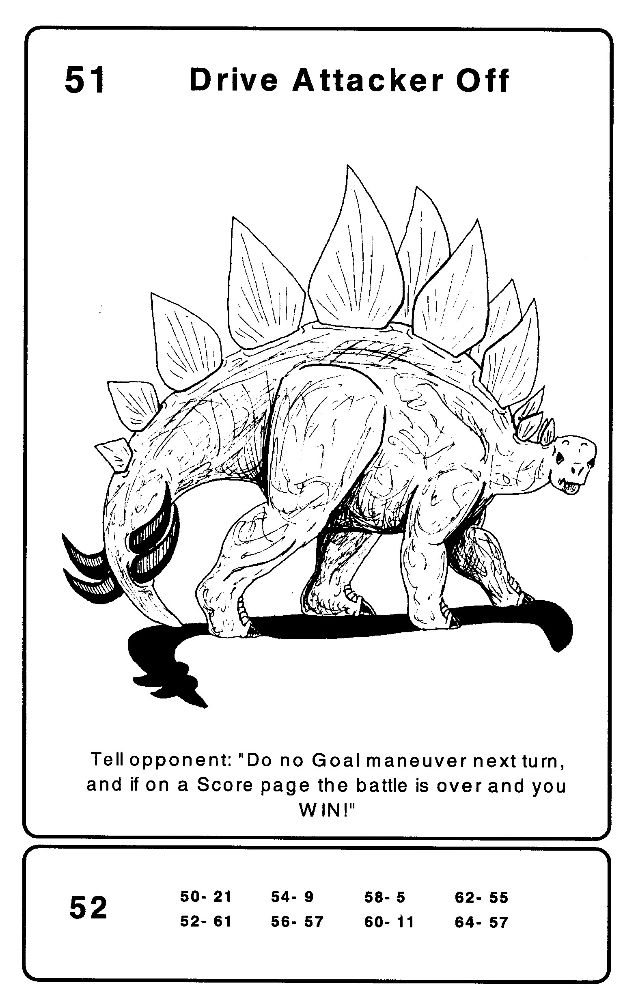 51 Drive Attacker Off
Tell opponent: "Do no Goal maneuver next turn,
and if on a Score page the battle is over and you
WIN!"
52
50- 21 54- 9 58- 5 62- 55
52- 61 56- 57 60- 11 64- 57